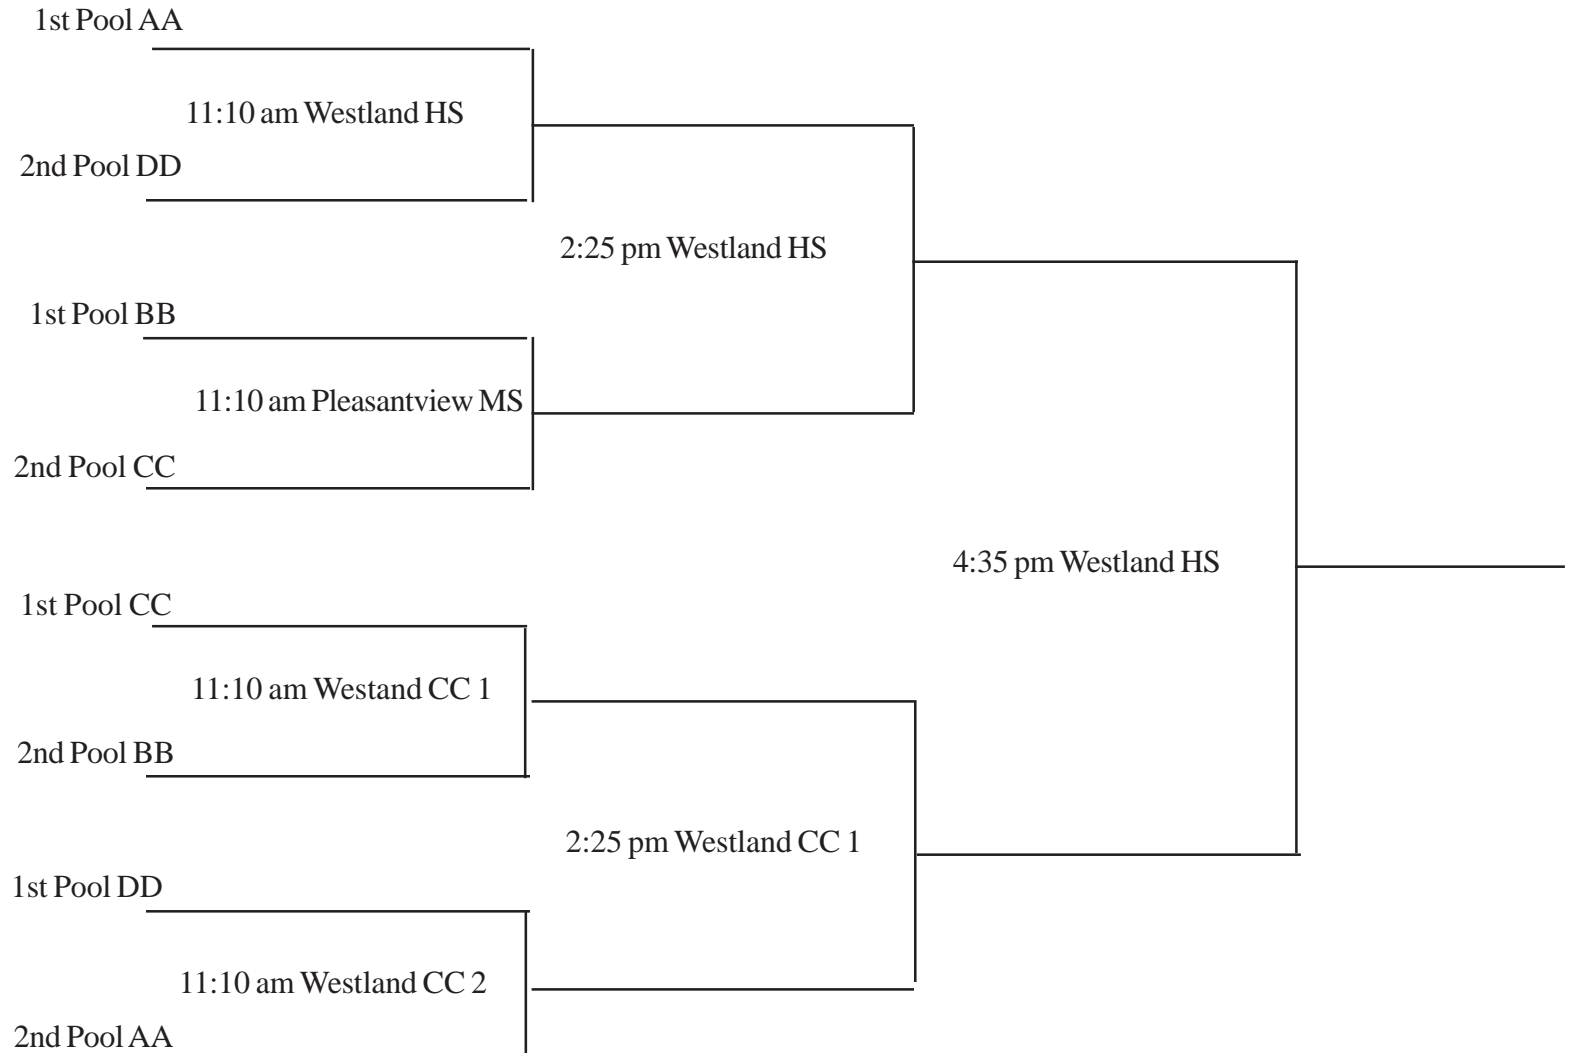 1st Pool AA
11:10 am Westland HS
2nd Pool DD
2:25 pm Westland HS
1st Pool BB
11:10 am Pleasantview MS
2nd Pool CC
4:35 pm Westland HS
1st Pool CC
11:10 am Westand CC 1
2nd Pool BB
2:25 pm Westland CC 1
1st Pool DD
11:10 am Westland CC 2
2nd Pool AA